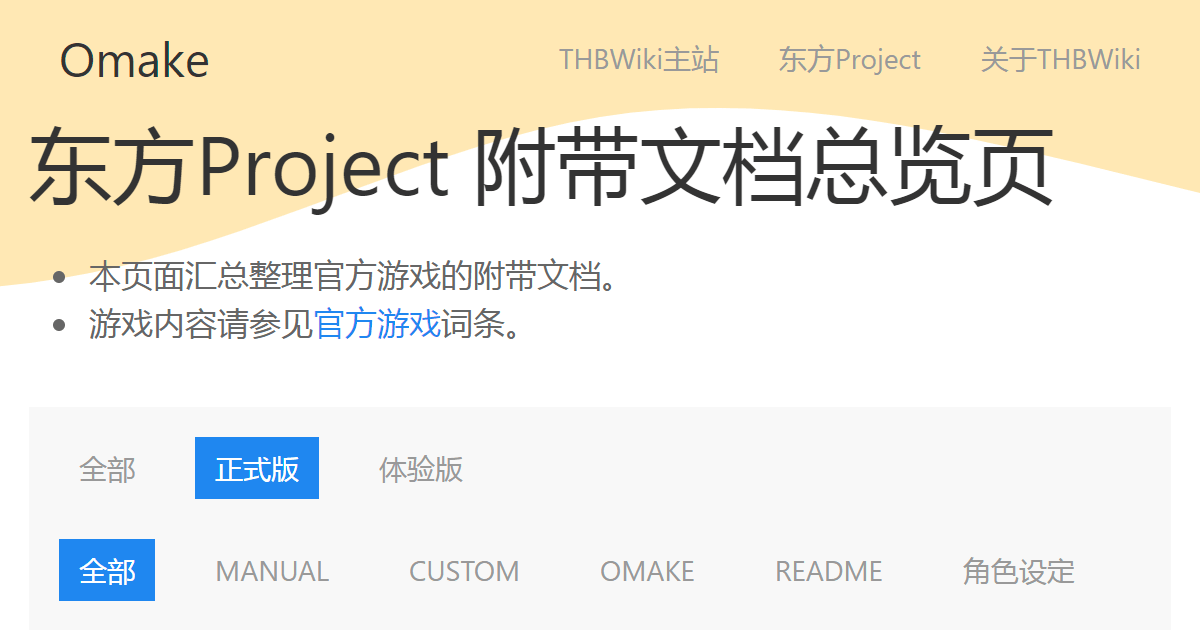 Omake
THBWiki主站 东方Project 关于THBWiki
东方Project 附带文档总览页
本页面汇总整理官方游戏的附带文档。
游戏内容请参见官方游戏词条。
全部 正式版 体验版
全部 MANUAL CUSTOM OMAKE README 角色设定